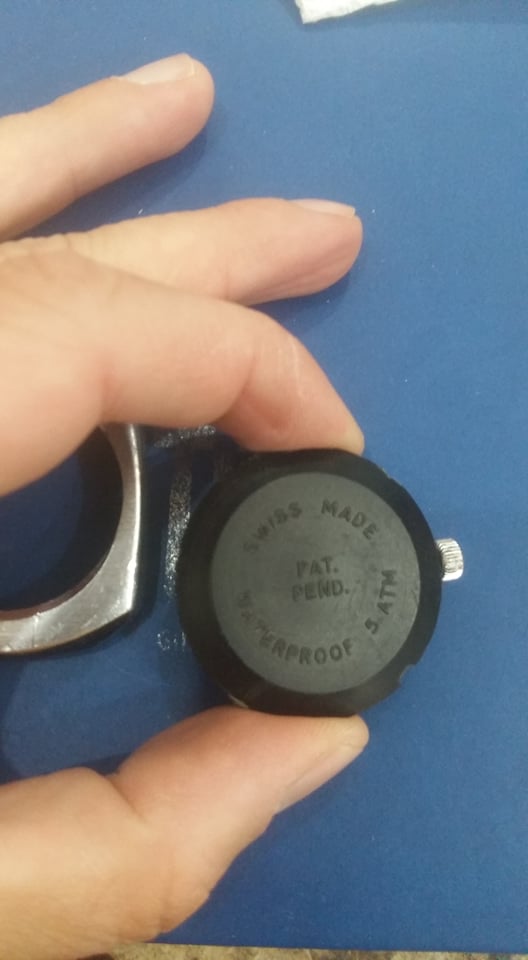 SWISS MADE
PAT.
PEND.
WATERPROOF 5 ATM